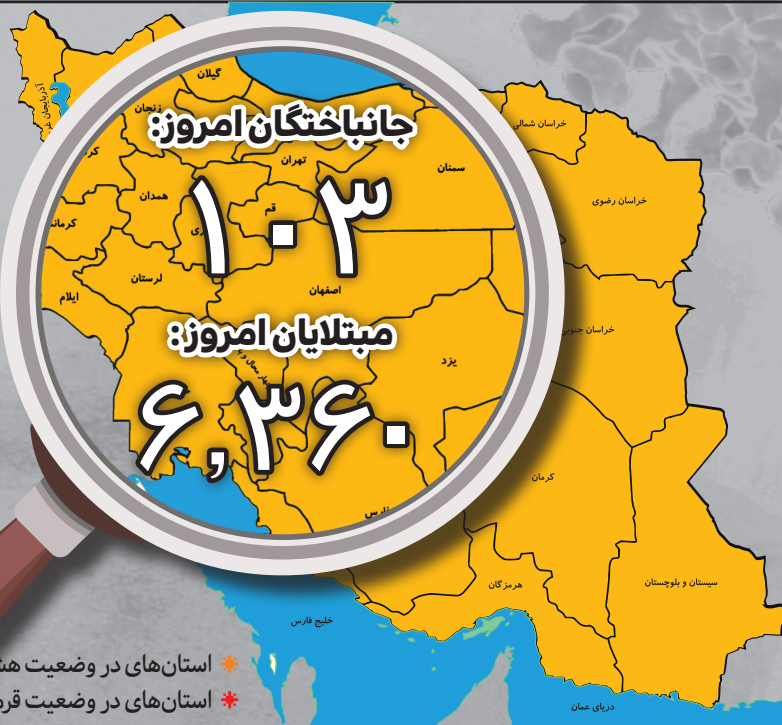 گیلان
زنجان
خراسان شمالی
جانباختگان امروز:
تهران
سمنان
همدان
۱۰۳
خراسان رضوی
قم
لرستان
ایلام
اصفهان
مبتلایان امروز:
خراسان جنوبی
یزد
۶,۳۶۰
کرمان
سیستان و بلوچستان
هرمزگان
خلیج فارس
استان‌های در وضعیت
استان‌های در وضعیت
دریای عمان